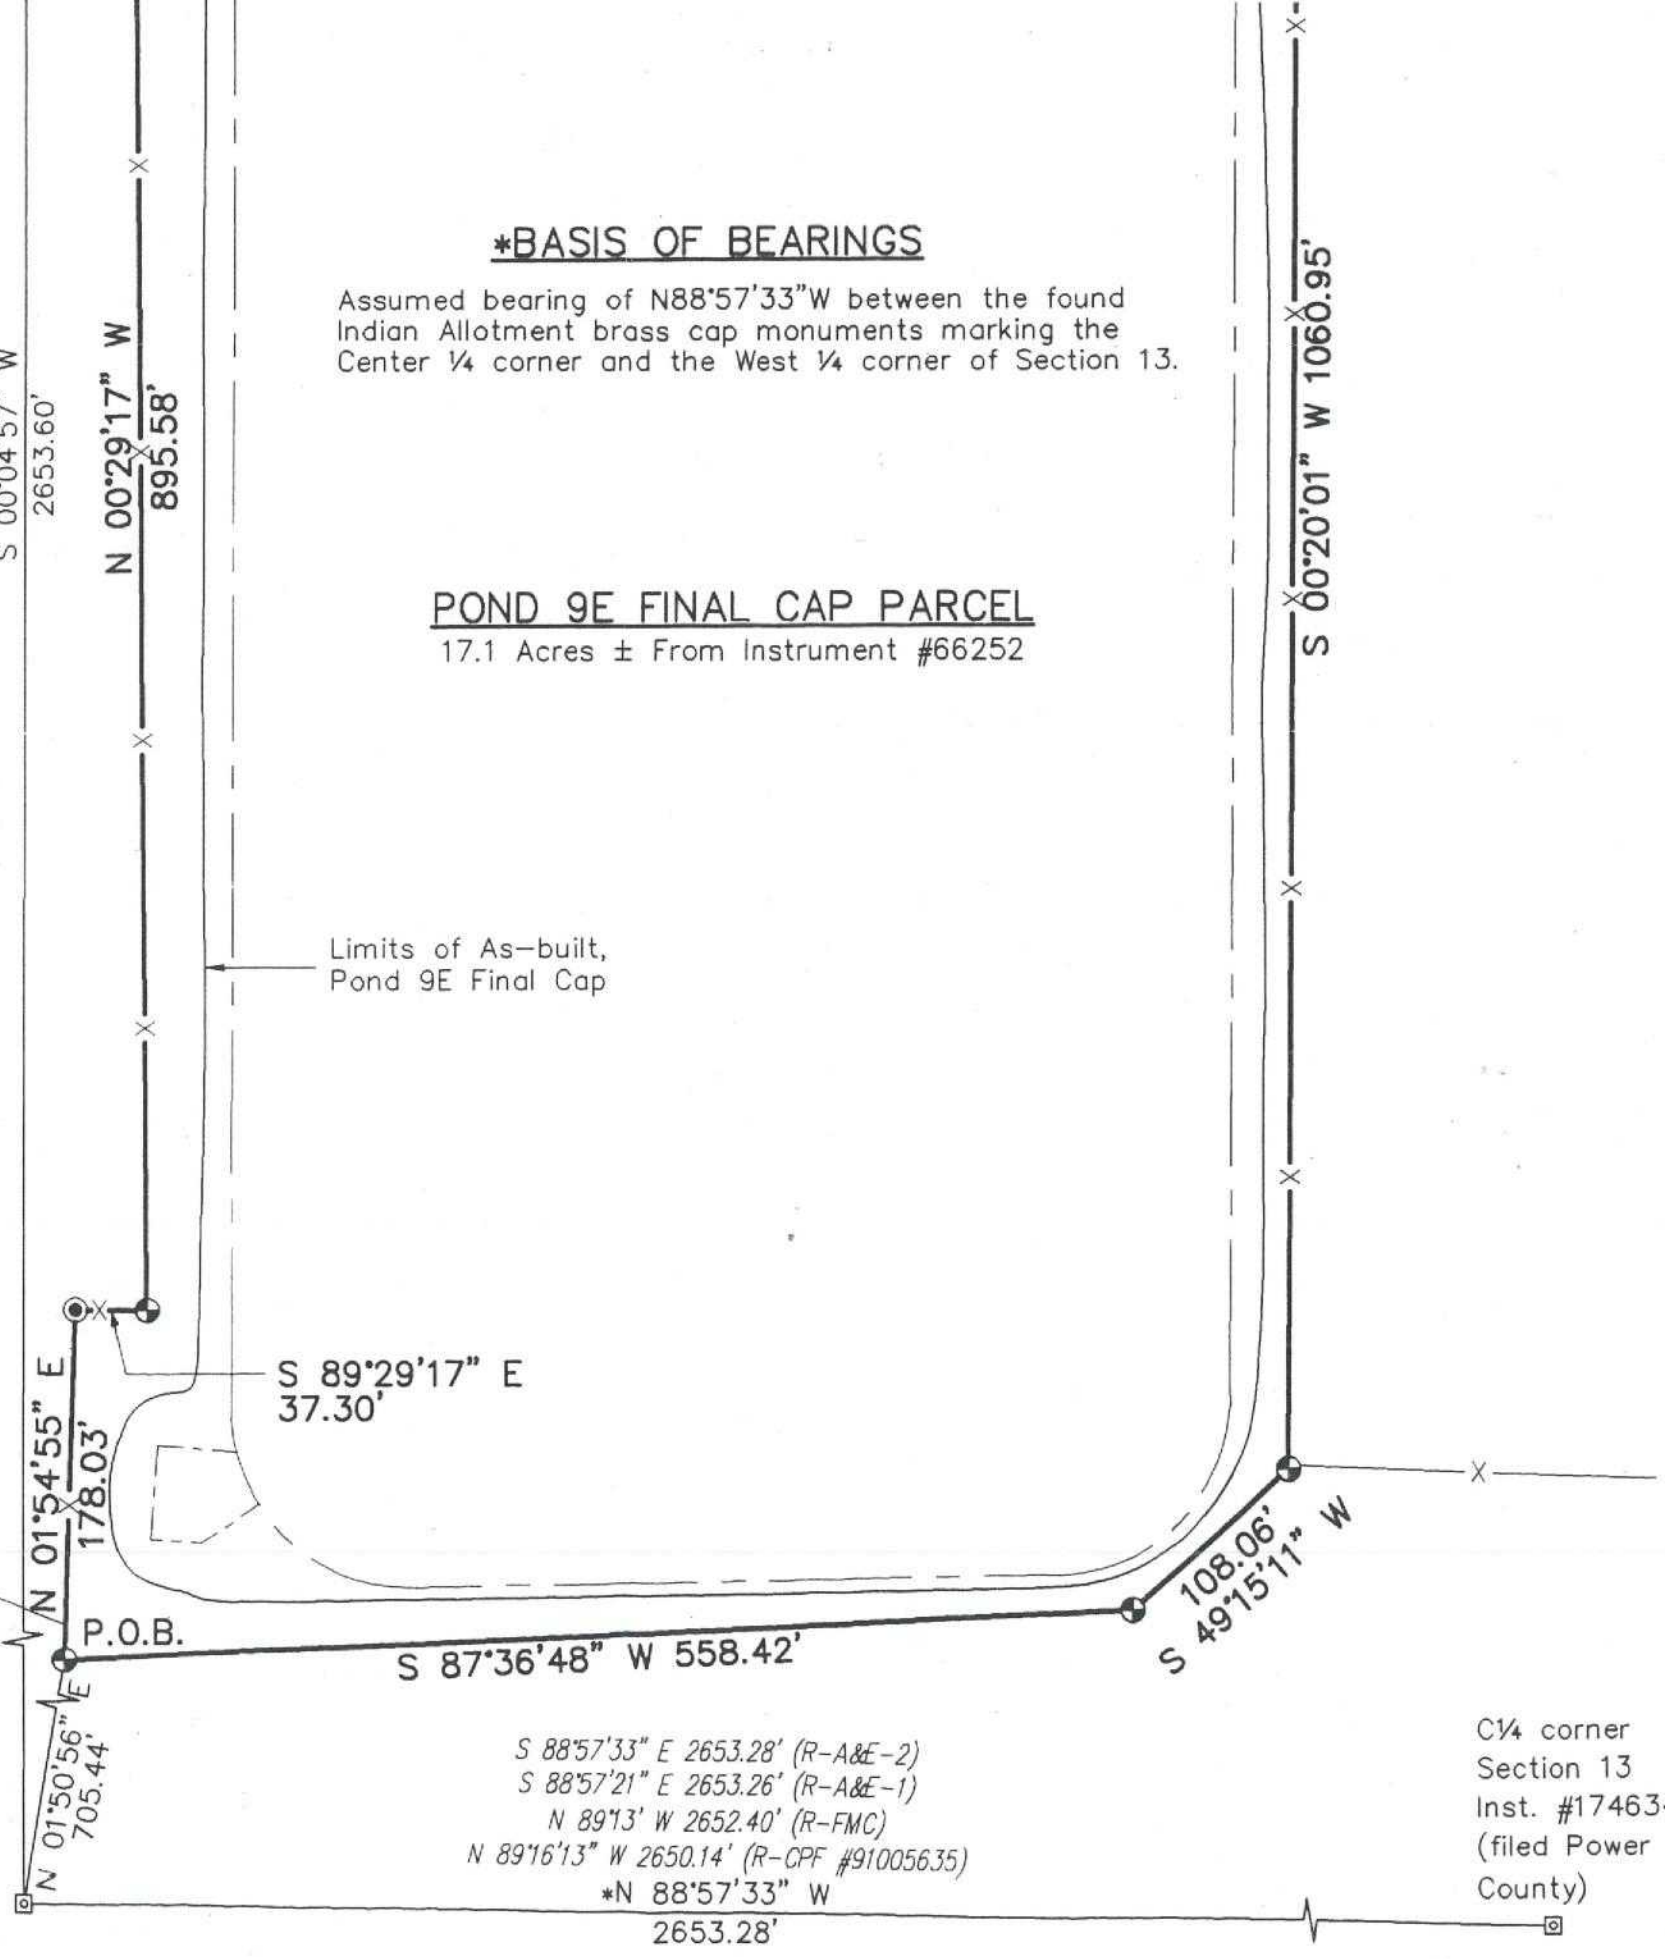 *BASIS OF BEARINGS
Assumed bearing of N88°57'33"W between the found
Indian Allotment brass cap monuments marking the
Center ¼ corner and the West ¼ corner of Section 13.
S 00°04'57" W
2653.60'
N 00°29'17" W
895.58'
S 00°20'01" W 1060.95'
POND 9E FINAL CAP PARCEL
17.1 Acres ± From Instrument #66252
Limits of As-built,
Pond 9E Final Cap
S 89°29'17" E
37.30'
N 01°54'55" E
178.03'
108.06'
S 49°15'11" W
P.O.B.
S 87°36'48" W 558.42'
N 01°50'56" E
705.44'
S 88°57'33" E 2653.28' (R-A&E-2)
S 88°57'21" E 2653.26' (R-A&E-1)
N 89°13' W 2652.40' (R-FMC)
N 89°16'13" W 2650.14' (R-CPF #91005635)
*N 88°57'33" W
2653.28'
C¼ corner
Section 13
Inst. #17463
(filed Power
County)